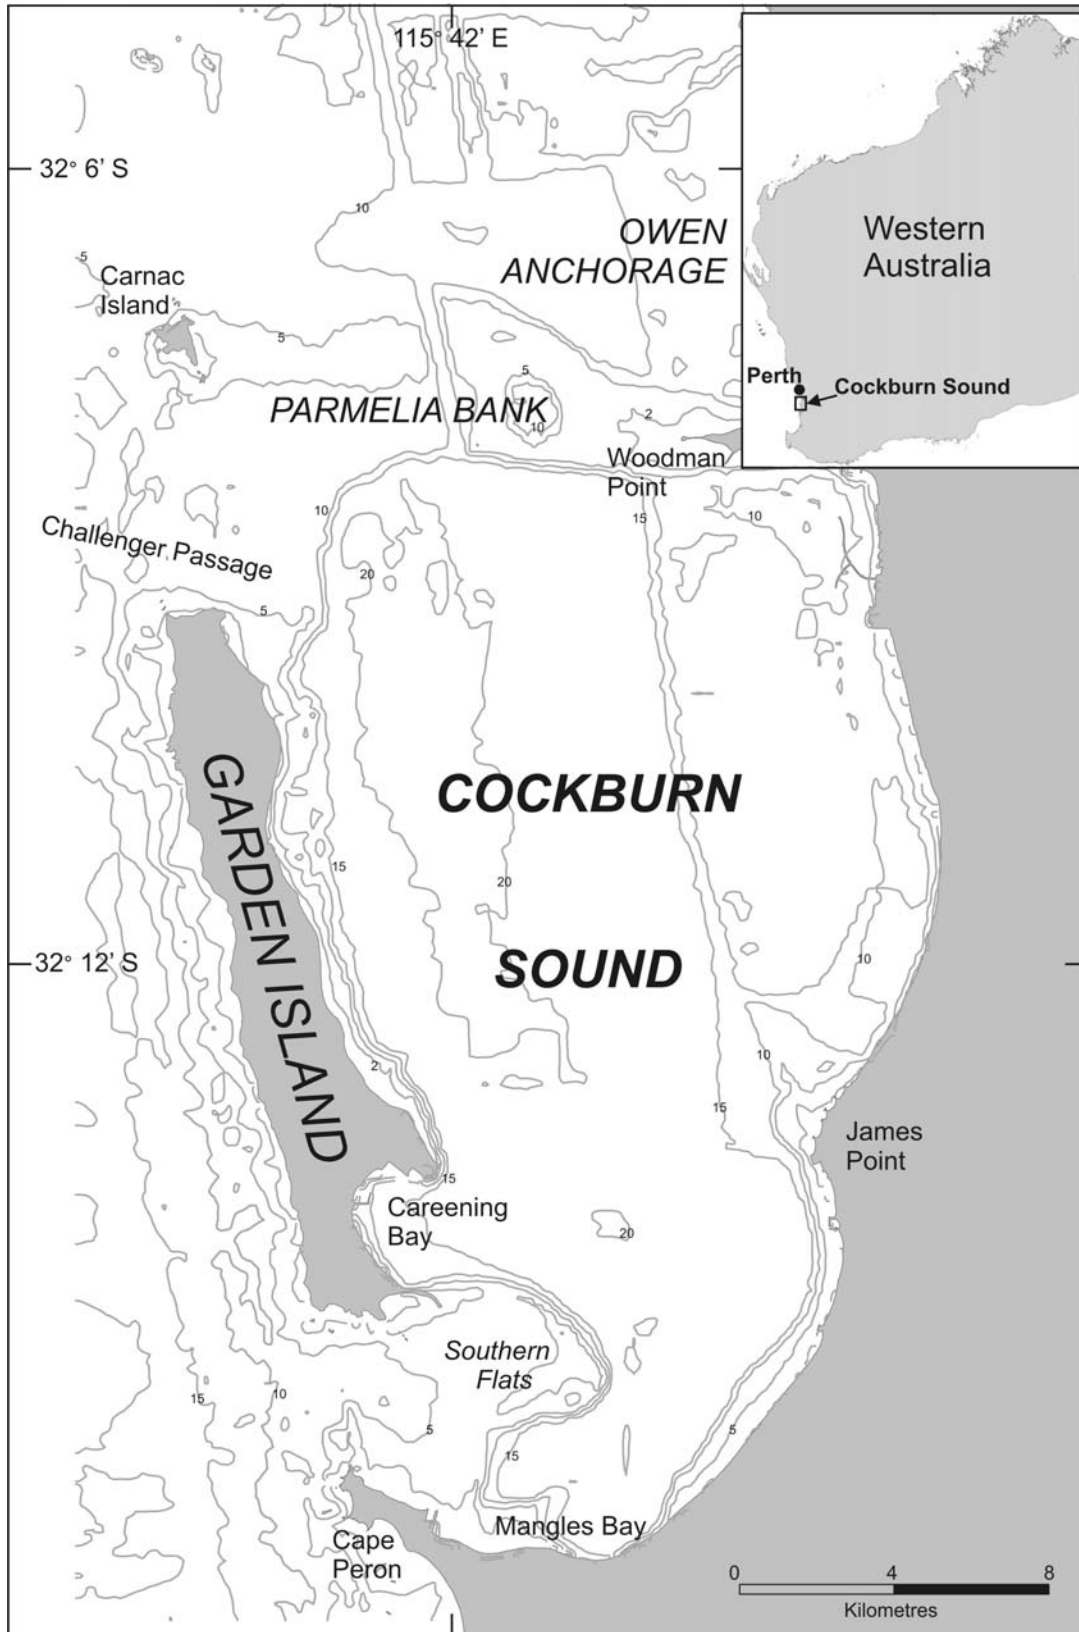 115° 42’ E
32° 6’ S
10
OWEN
ANCHORAGE
Western
Australia
5
Carnac
Island
5
Perth
Cockburn Sound
5
PARMELIA BANK
2
10
Woodman
Point
10
15
10
Challenger Passage
20
5
GARDEN ISLAND
COCKBURN
15
20
32° 12’ S
SOUND
10
2
10
15
James
Point
15
Careening
Bay
20
Southern
Flats
15
10
5
5
15
Mangles Bay
Cape
Peron
0
4
8
Kilometres